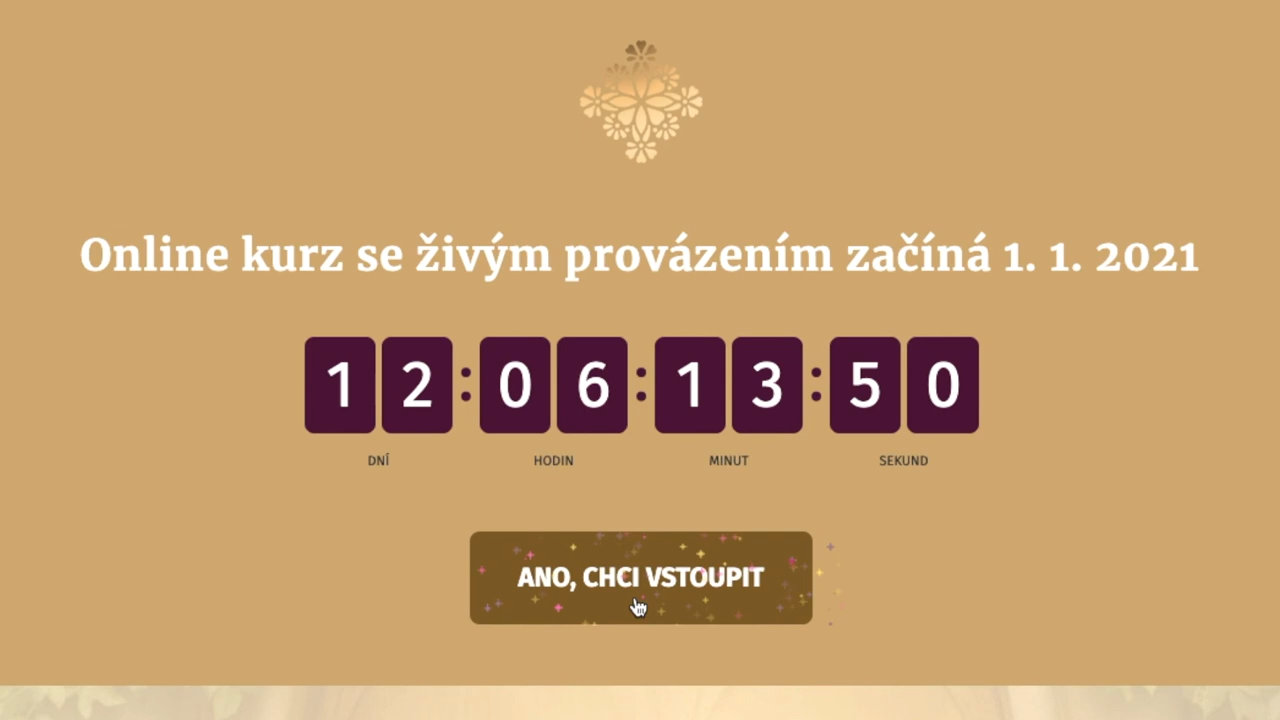 Online kurz se živým provázením začíná 1. 1. 2021
12:06:13:50
DNÍ HODIN MINUT SEKUND
ANO, CHCI VSTOUPIT